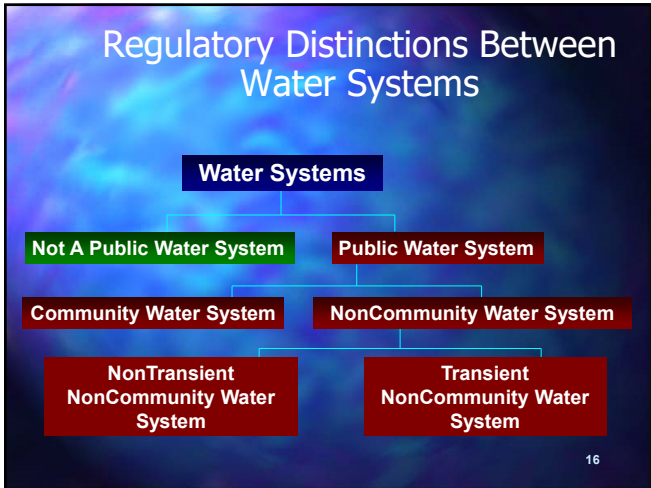 Regulatory Distinctions Between
Water Systems
Water Systems
Not A Public Water System
Public Water System
Community Water System
NonCommunity Water System
NonTransient
NonCommunity Water
System
Transient
NonCommunity Water
System
16